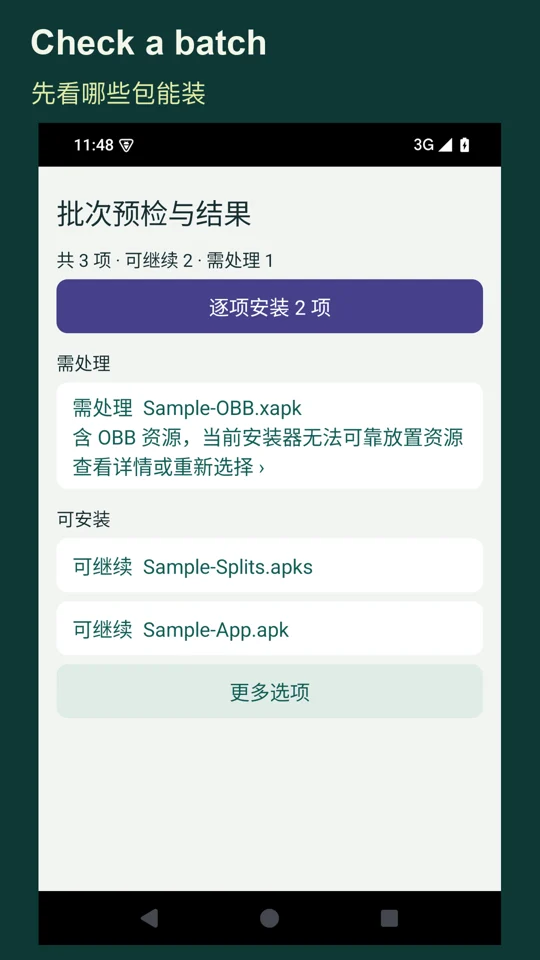 Check a batch
先看哪些包能装
11:48
3G
批次预检与结果
共 3 项 · 可继续 2 · 需处理 1
逐项安装 2 项
需处理
需处理 Sample-OBB.xapk
含 OBB 资源，当前安装器无法可靠放置资源
查看详情或重新选择 ›
可安装
可继续 Sample-Splits.apks
可继续 Sample-App.apk
更多选项